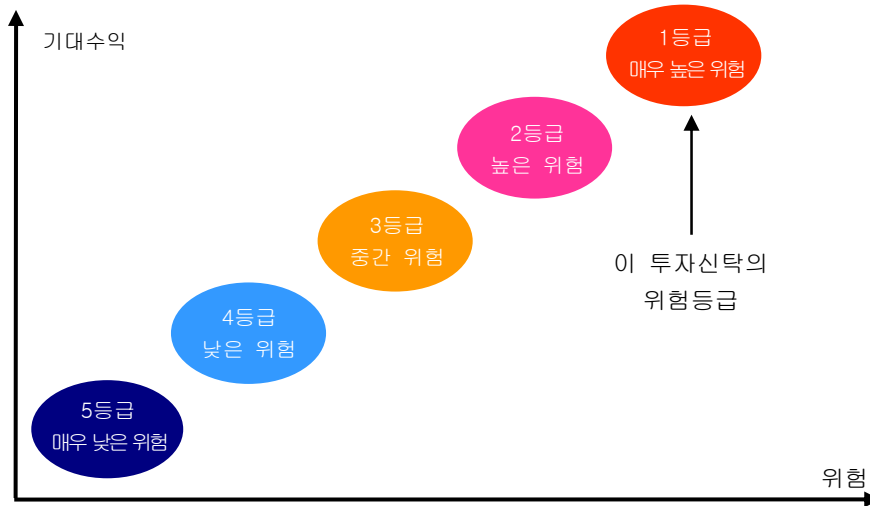 기대수익
1등급
매우 높은 위험
2등급
높은 위험
3등급
중간 위험
이 투자신탁의
위험등급
4등급
낮은 위험
5등급
매우 낮은 위험
위험